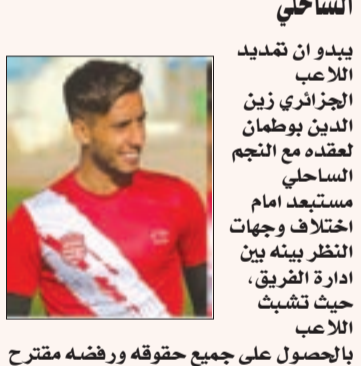 الساحلي
يبدو ان تمديد
اللاعب
الجزائري زين
الدين بوطمان
لعقده مع النجم
الساحلي
مستبعد امام
اختلاف وجهات
النظر بينه بين
ادارة الفريق،
حيث تشبث
اللاعب
بالحصول على جميع حقوقه ورفضه مقترح